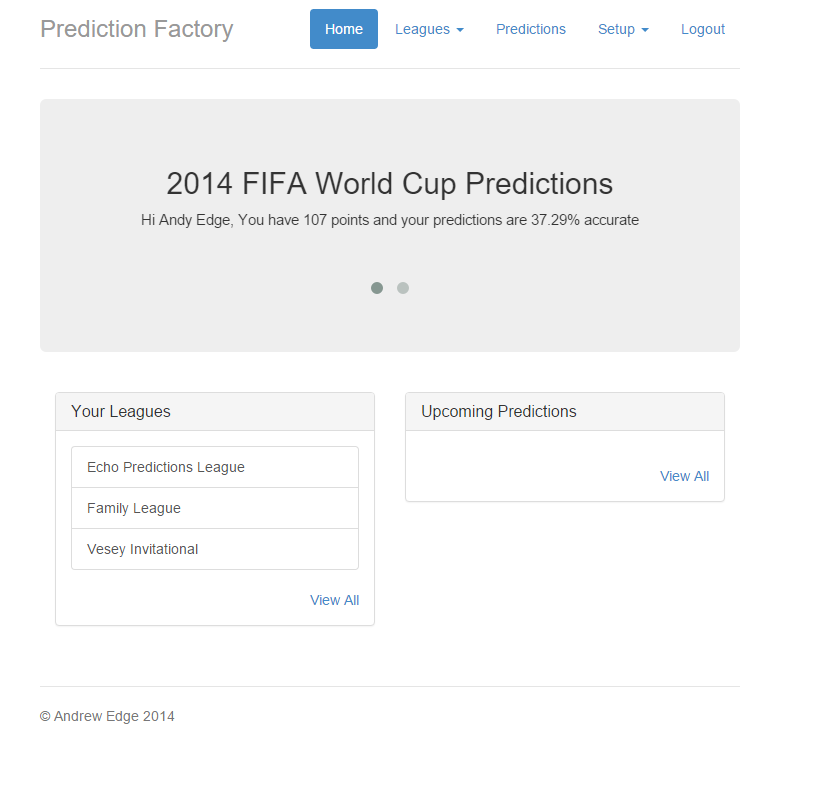 Prediction Factory
Home Leagues Predictions Setup Logout
2014 FIFA World Cup Predictions
Hi Andy Edge, You have 107 points and your predictions are 37.29% accurate
Your Leagues
Echo Predictions League
Family League
Vesey Invitational
View All
Upcoming Predictions
View All
© Andrew Edge 2014